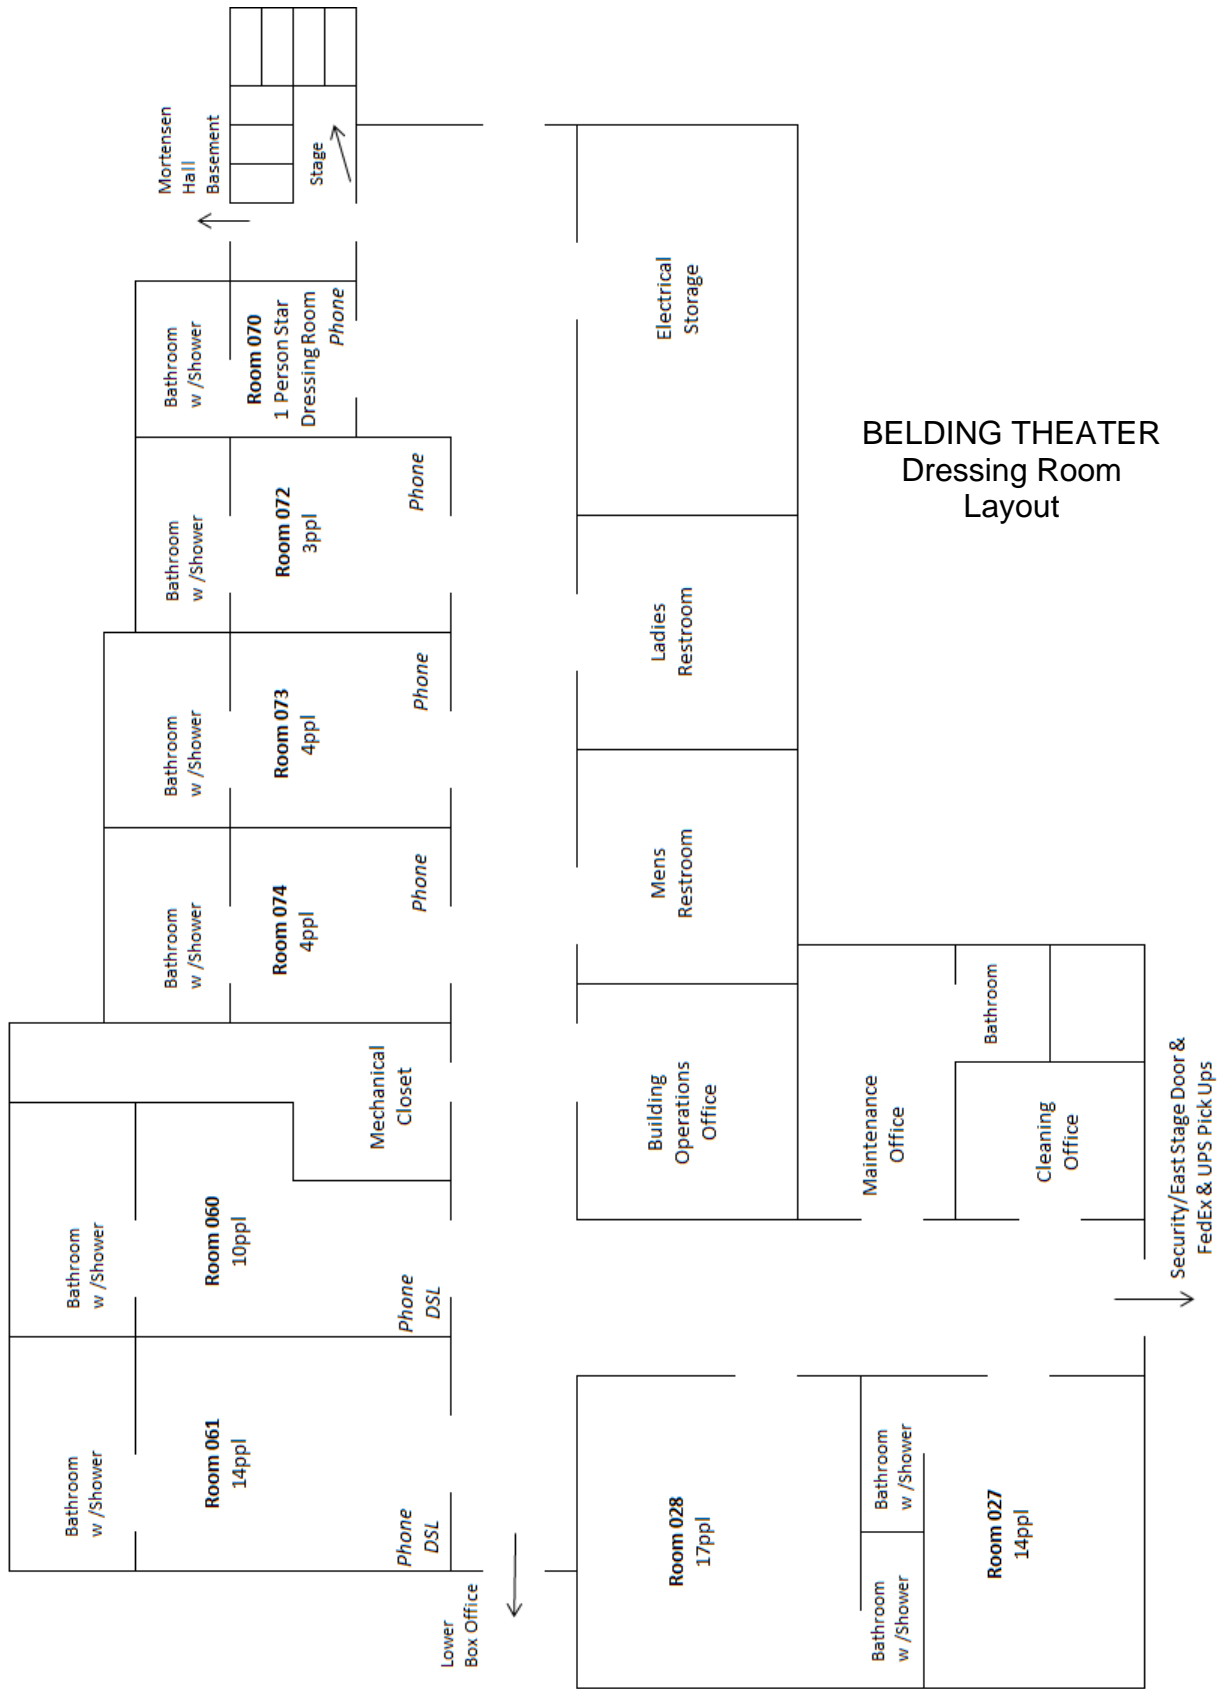 Mortensen
Hall
Basement
Stage
Bathroom
w /Shower
Room 070
1 Person Star
Dressing Room
Phone
Bathroom
w /Shower
Room 072
3ppl
Phone
Bathroom
w /Shower
Room 073
4ppl
Phone
Bathroom
w /Shower
Room 074
4ppl
Phone
Mechanical
Closet
Bathroom
w /Shower
Room 060
10ppl
Phone
DSL
Bathroom
w /Shower
Room 061
14ppl
Phone
DSL
Lower
Box Office
Electrical
Storage
Ladies
Restroom
Mens
Restroom
Building
Operations
Office
Maintenance
Office
Bathroom
Cleaning
Office
Security/East Stage Door &
FedEx & UPS Pick Ups
Room 028
17ppl
Bathroom
w /Shower
Bathroom
w /Shower
Room 027
14ppl
BELDING THEATER
Dressing Room
Layout